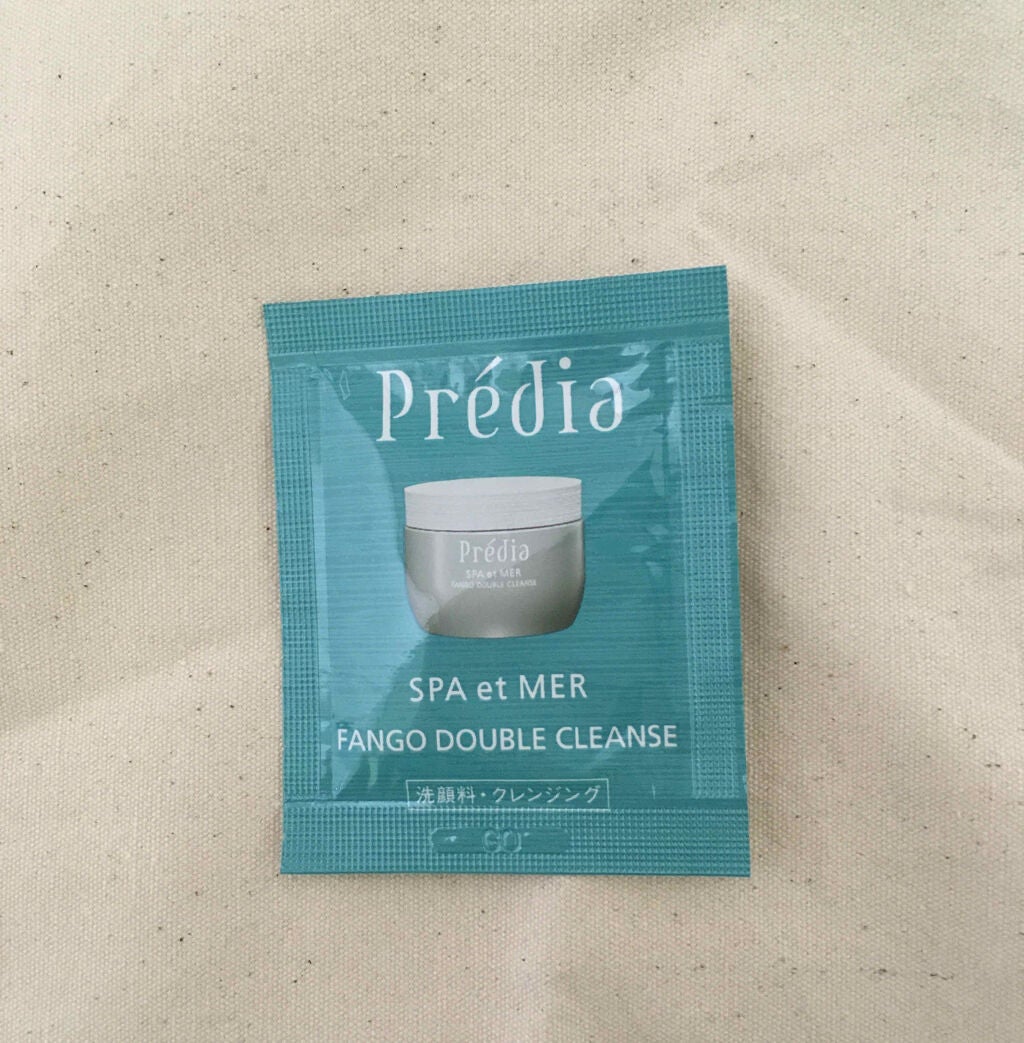 Prédia
Prédia
SPA et MER
FANGO DOUBLE CLEANSE
SPA et MER
FANGO DOUBLE CLEANSE
洗顔料・クレンジング